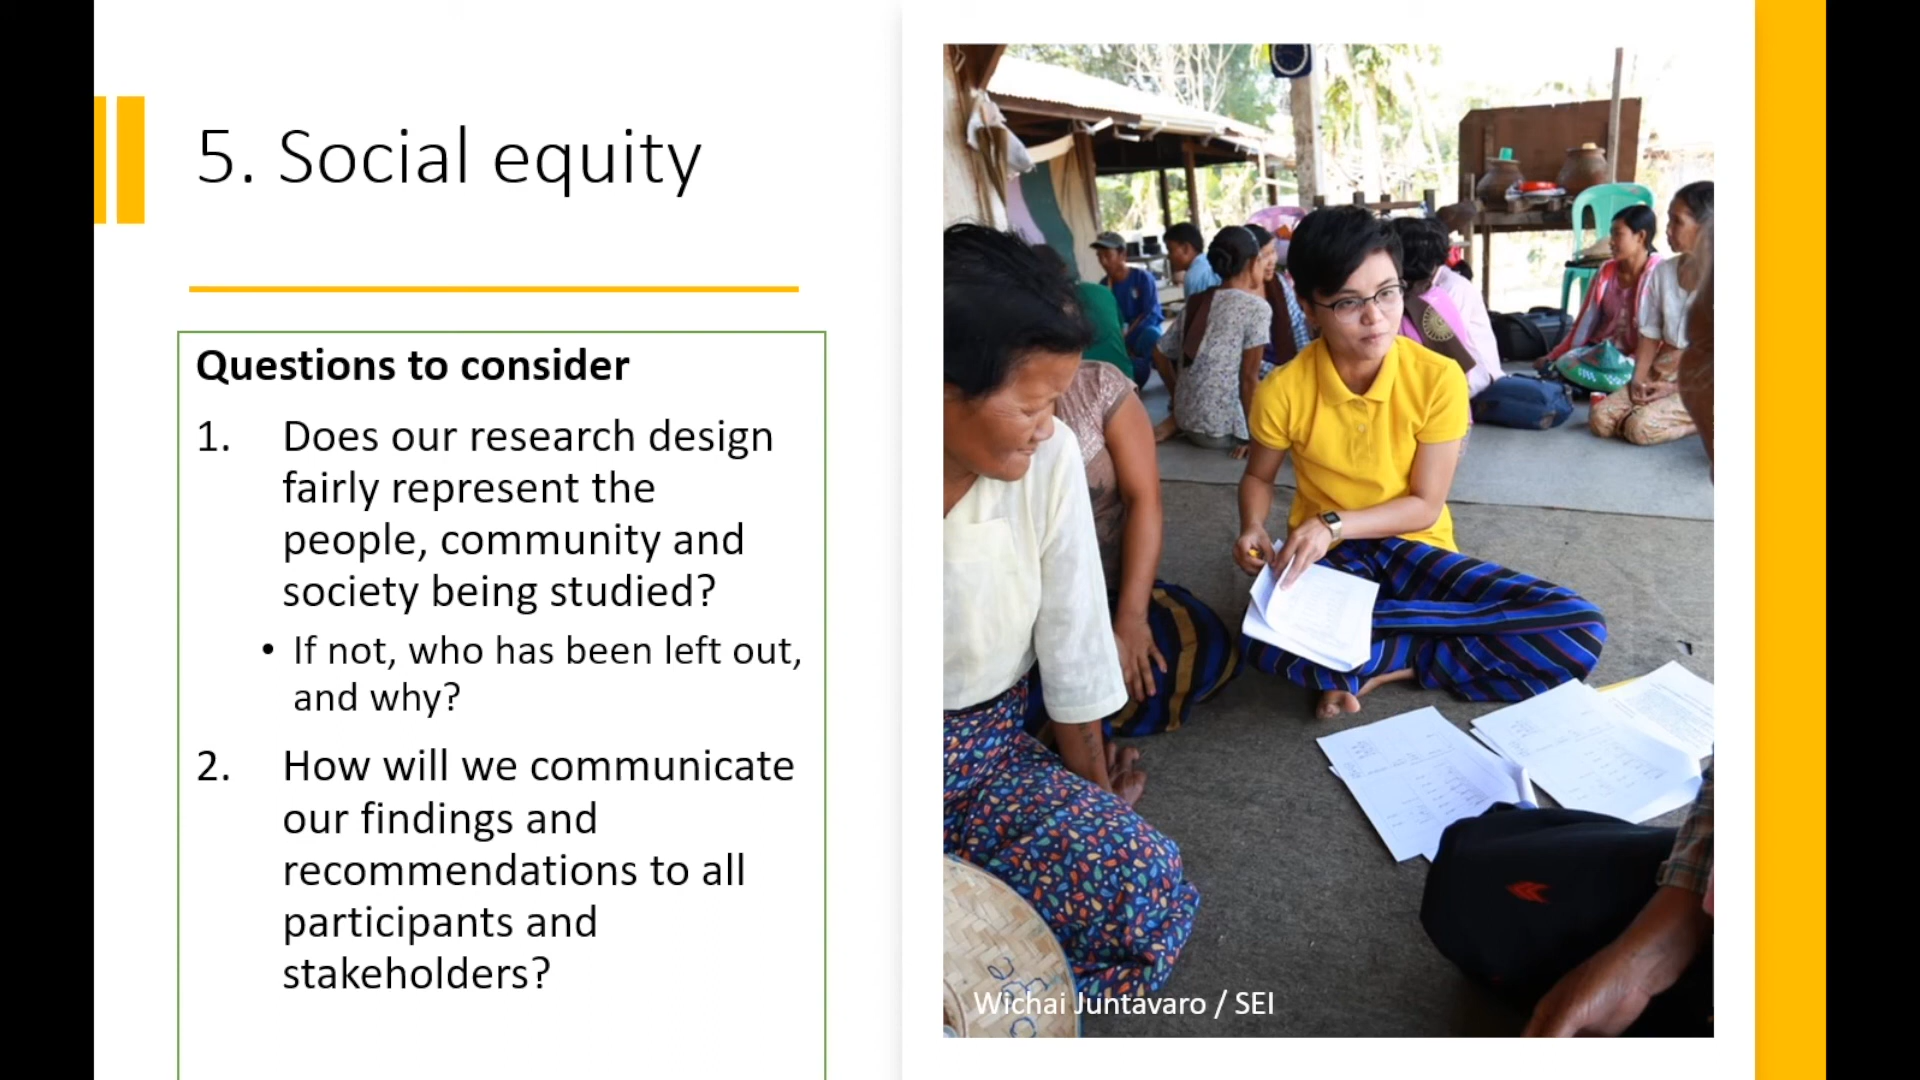 5. Social equity
Questions to consider
1. Does our research design
fairly represent the
people, community and
society being studied?
• If not, who has been left out,
and why?
2. How will we communicate
our findings and
recommendations to all
participants and
stakeholders?
Wichai Juntavaro / SEI